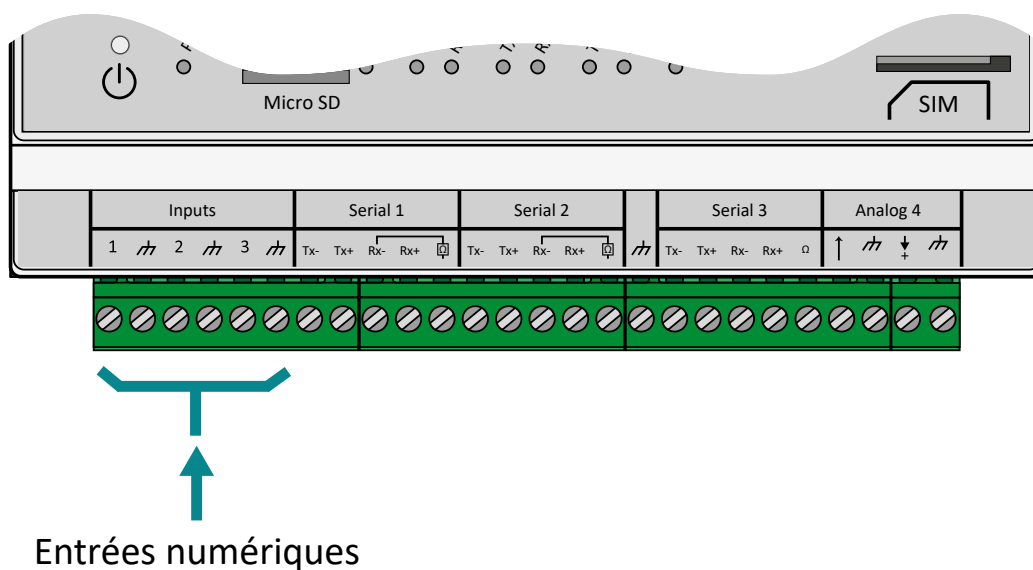 Micro SD
SIM
Inputs Serial 1 Serial 2 Serial 3 Analog 4
1 2 3 Tx- Tx+ Rx- Rx+ Ω Tx- Tx+ Rx- Rx+ Ω Tx- Tx+ Rx- Rx+ Ω +
Entrées numériques